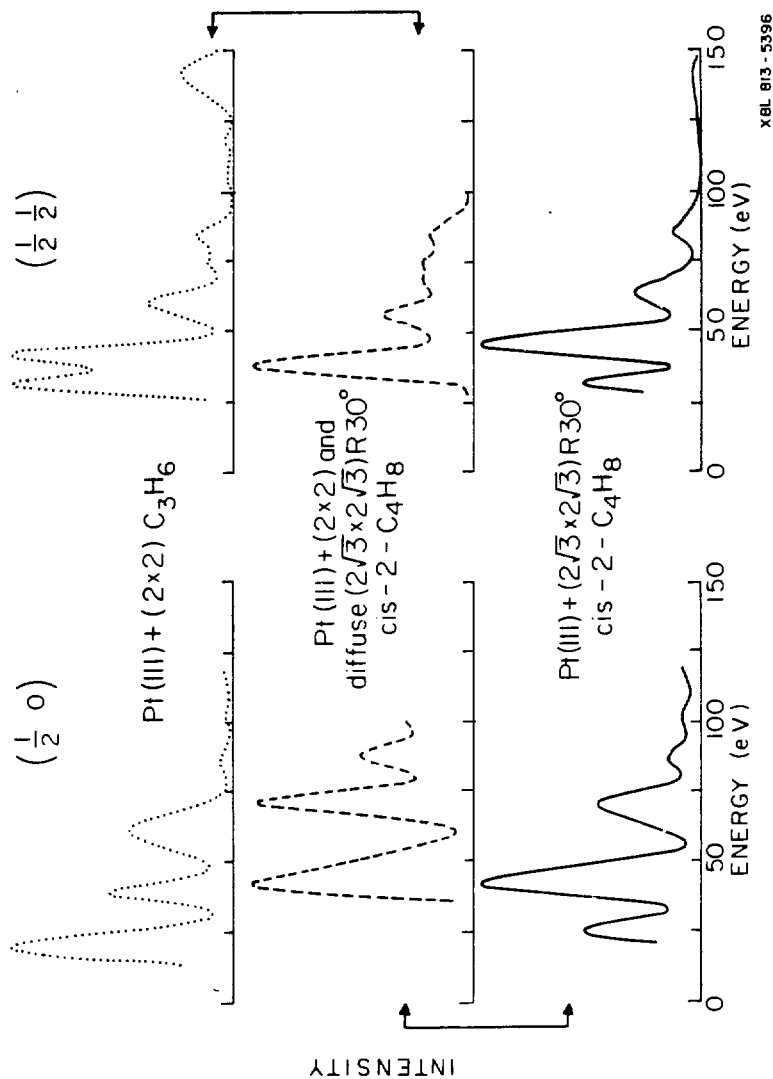 (1/2 0)
(1/2 1/2)
Pt(111)+(2×2) C3H6
Pt(111)+(2×2) and
diffuse (2√3×2√3)R30°
cis-2-C4H8
Pt(111)+(2√3×2√3)R30°
cis-2-C4H8
INTENSITY
0 50 100 150
ENERGY (eV)
0 50 100 150
ENERGY (eV)
XBL 813-5396